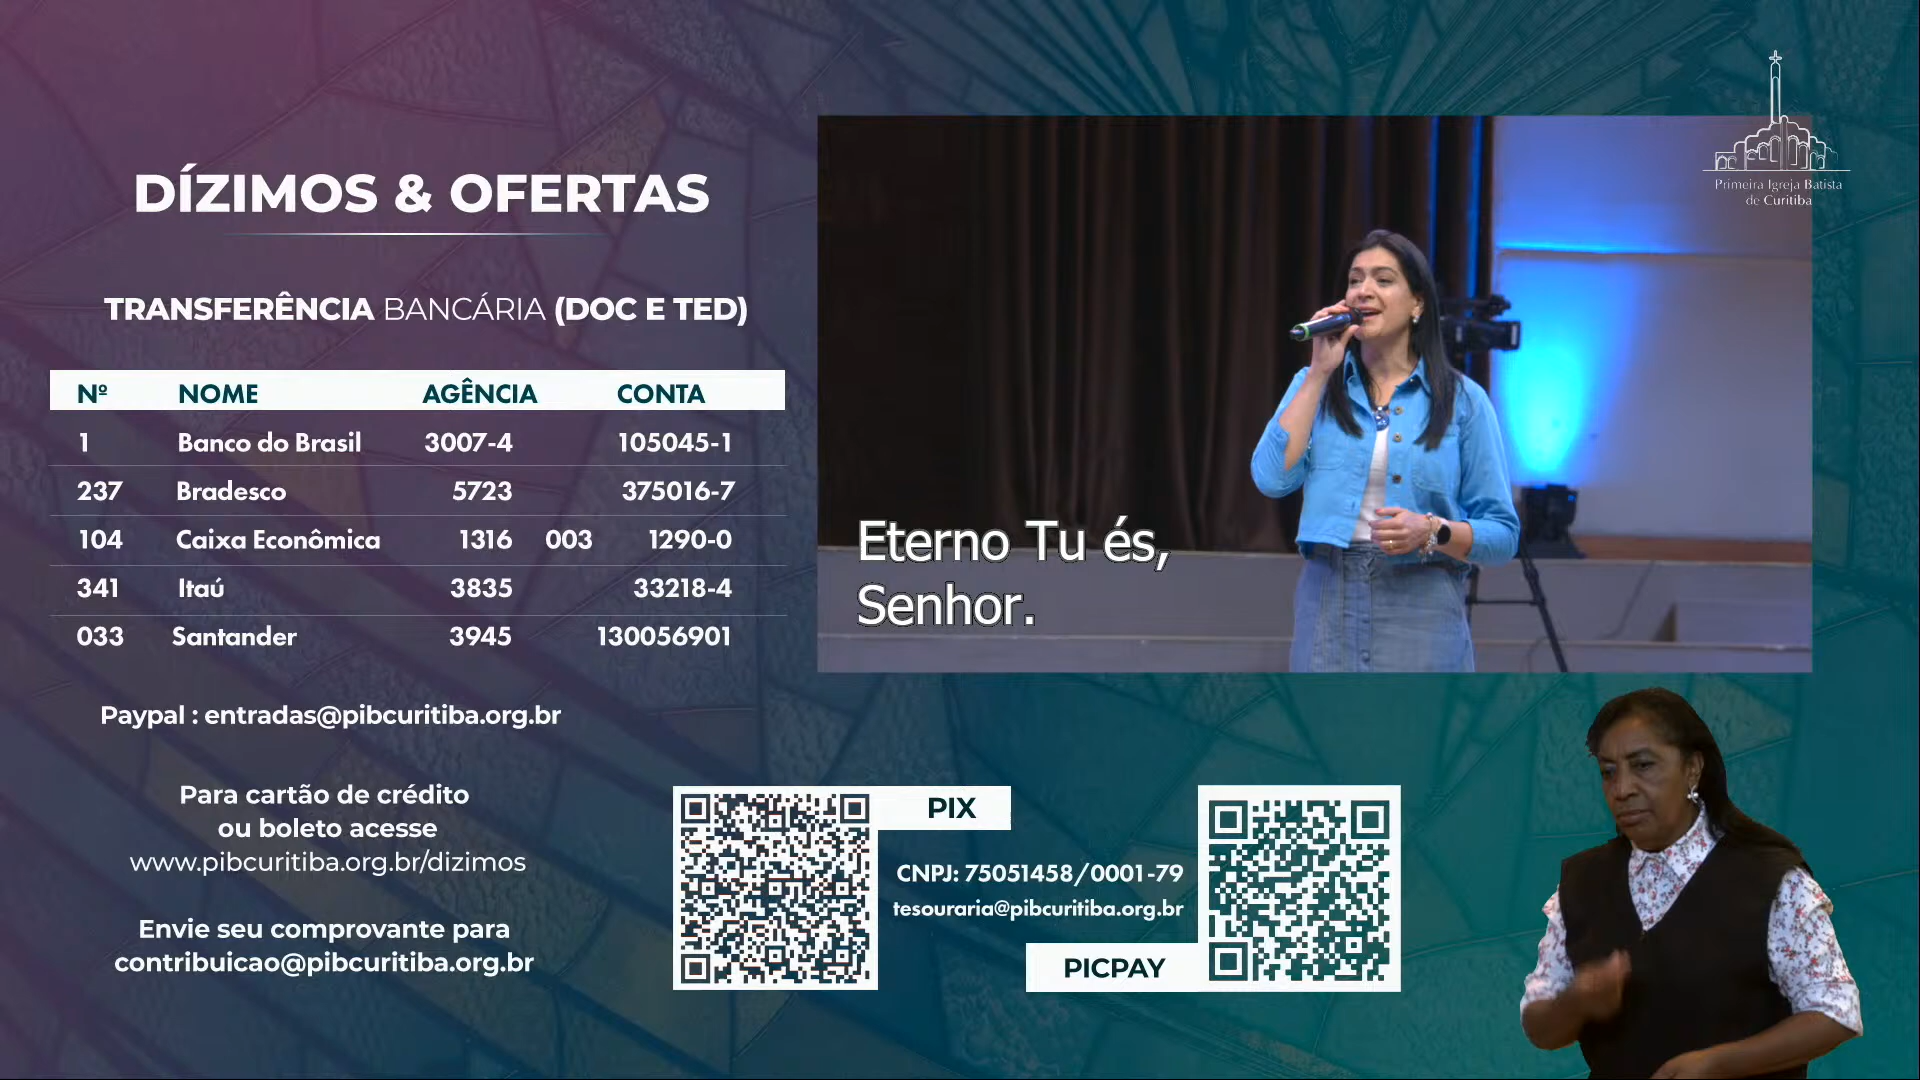 DÍZIMOS & OFERTAS
TRANSFERÊNCIA BANCÁRIA (DOC E TED)
Nº NOME AGÊNCIA CONTA
1 Banco do Brasil 3007-4 105045-1
237 Bradesco 5723 375016-7
104 Caixa Econômica 1316 003 1290-0
341 Itaú 3835 33218-4
033 Santander 3945 130056901
Paypal : entradas@pibcuritiba.org.br
Para cartão de crédito
ou boleto acesse
www.pibcuritiba.org.br/dizimos
Envie seu comprovante para
contribuicao@pibcuritiba.org.br
Primeira Igreja Batista
de Curitiba
Eterno Tu és,
Senhor.
PIX
CNPJ: 75051458/0001-79
tesouraria@pibcuritiba.org.br
PICPAY